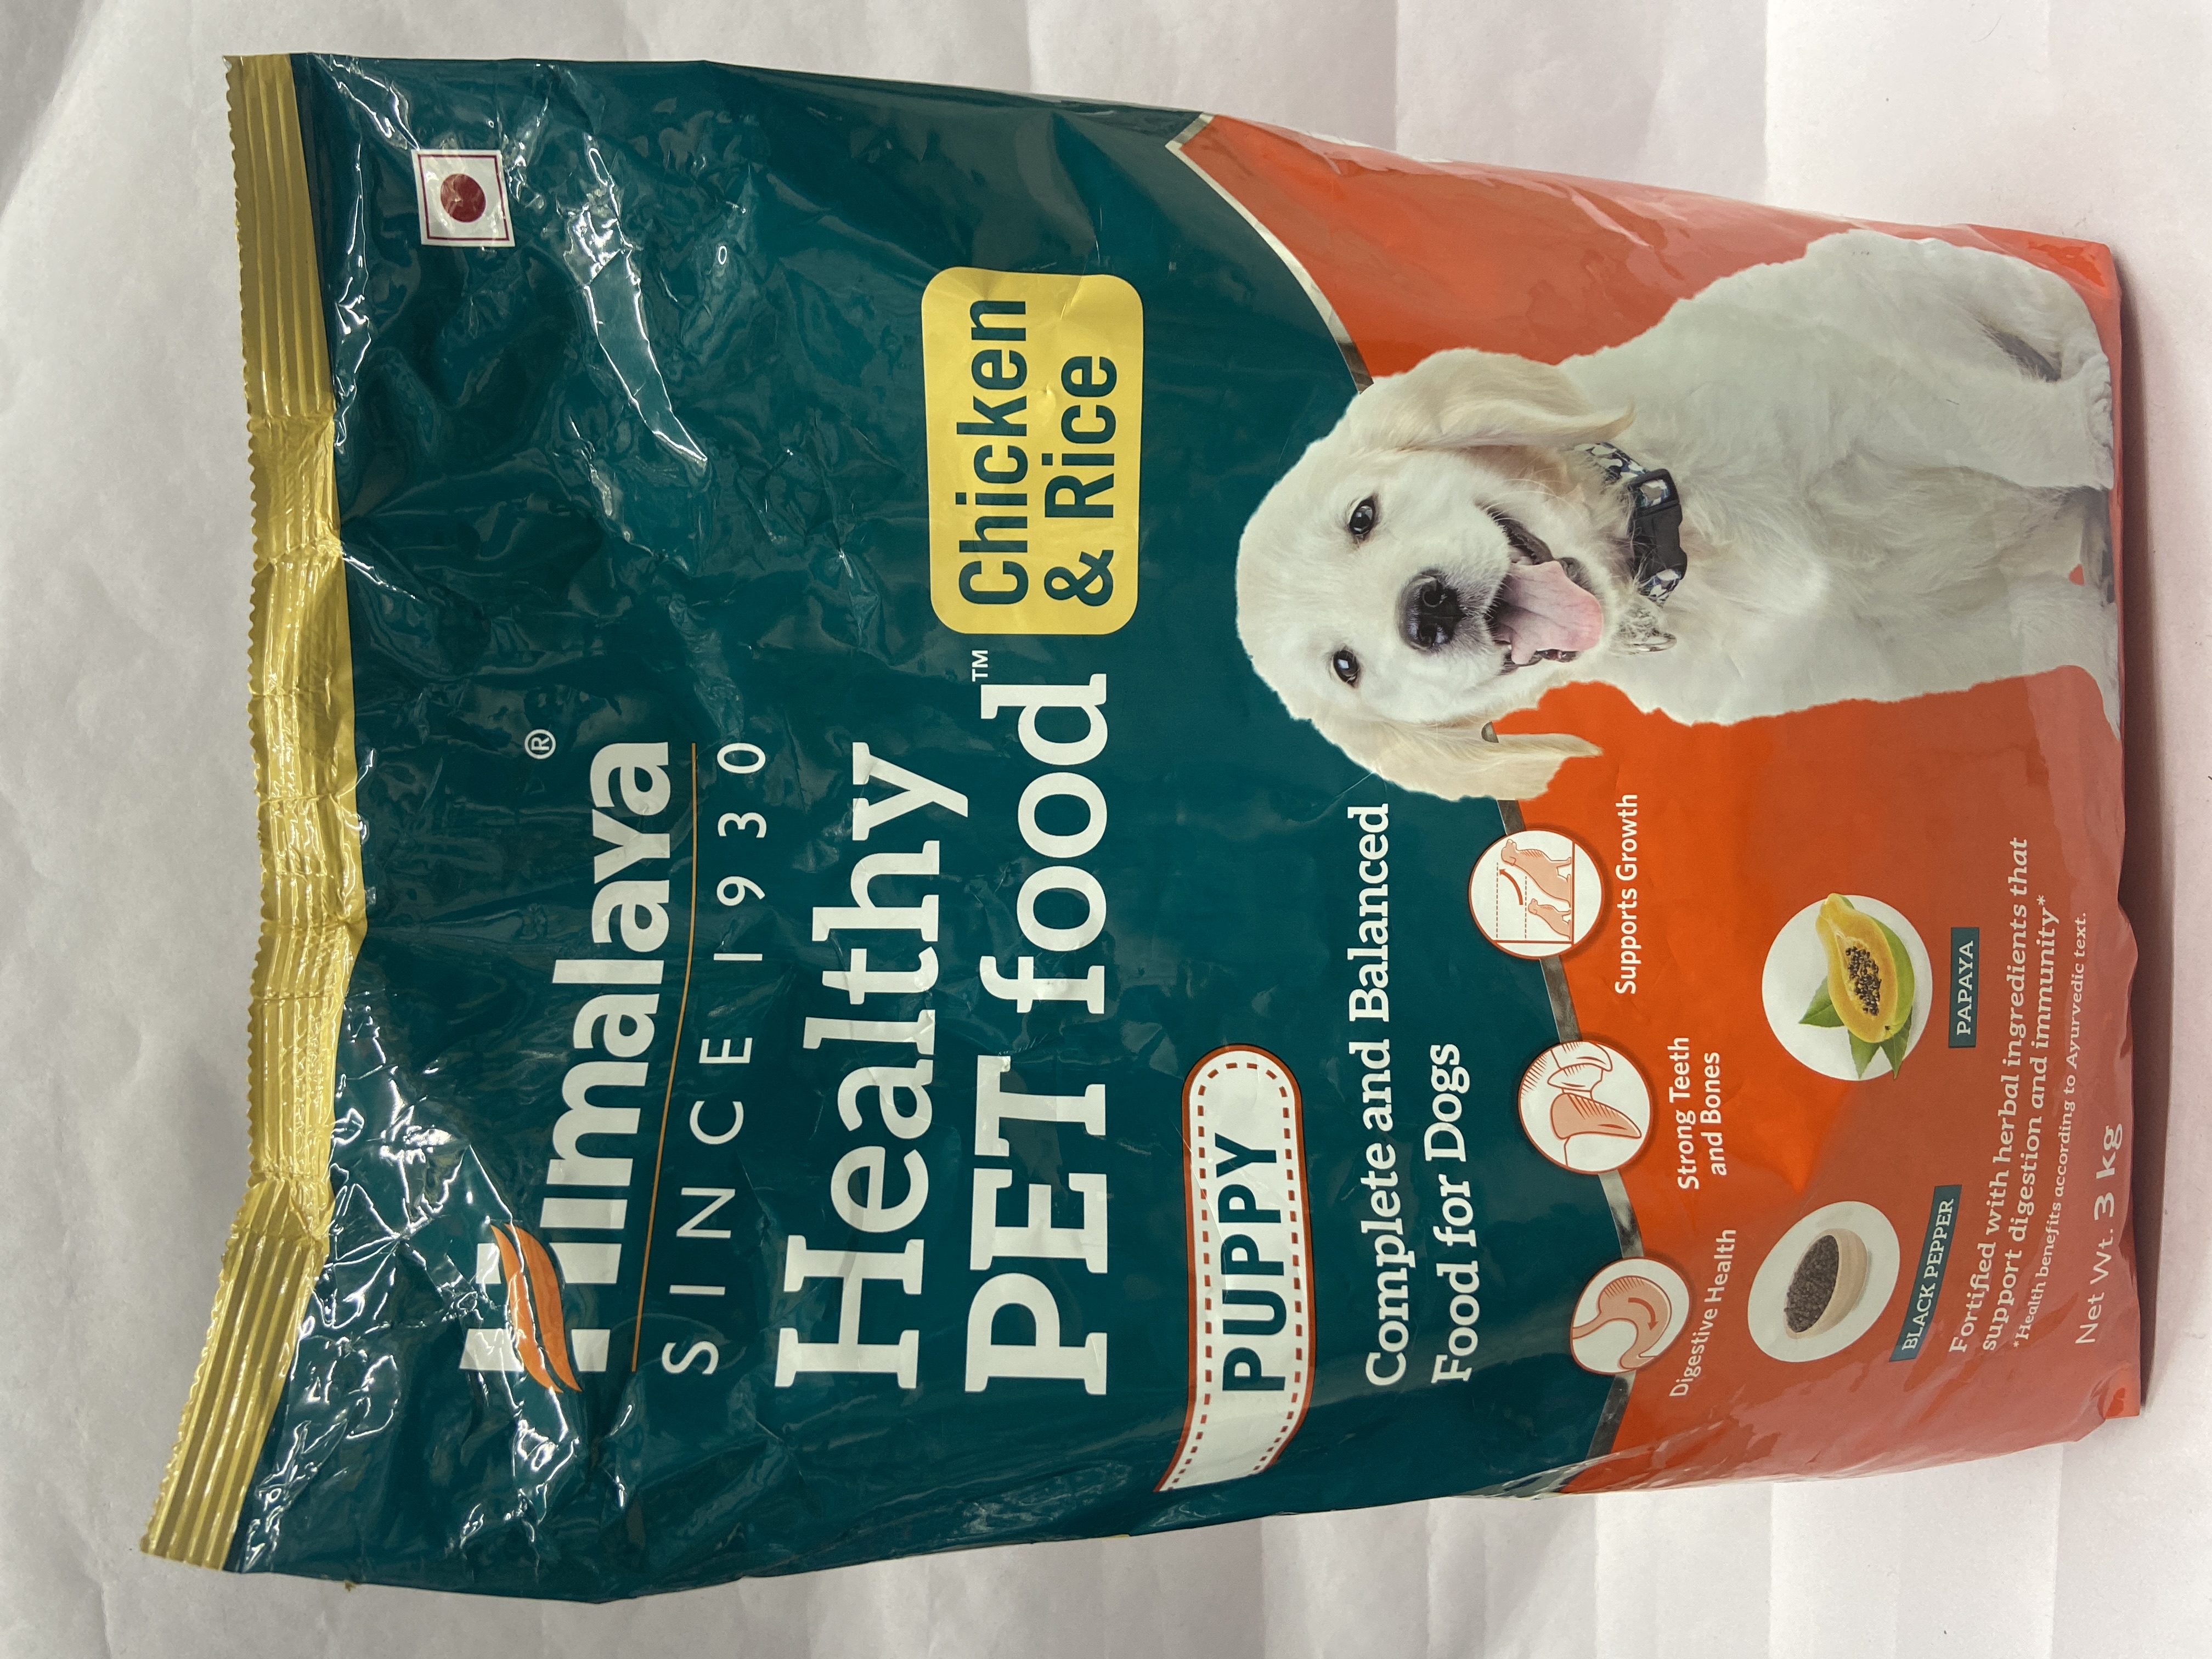 Himalaya®
SINCE 1930
Healthy
PET food™
Chicken
& Rice
PUPPY
Complete and Balanced
Food for Dogs
Digestive Health
Strong Teeth
and Bones
Supports Growth
BLACK PEPPER
PAPAYA
Fortified with herbal ingredients that
support digestion and immunity*
*Health benefits according to Ayurvedic text.
Net Wt. 3 kg